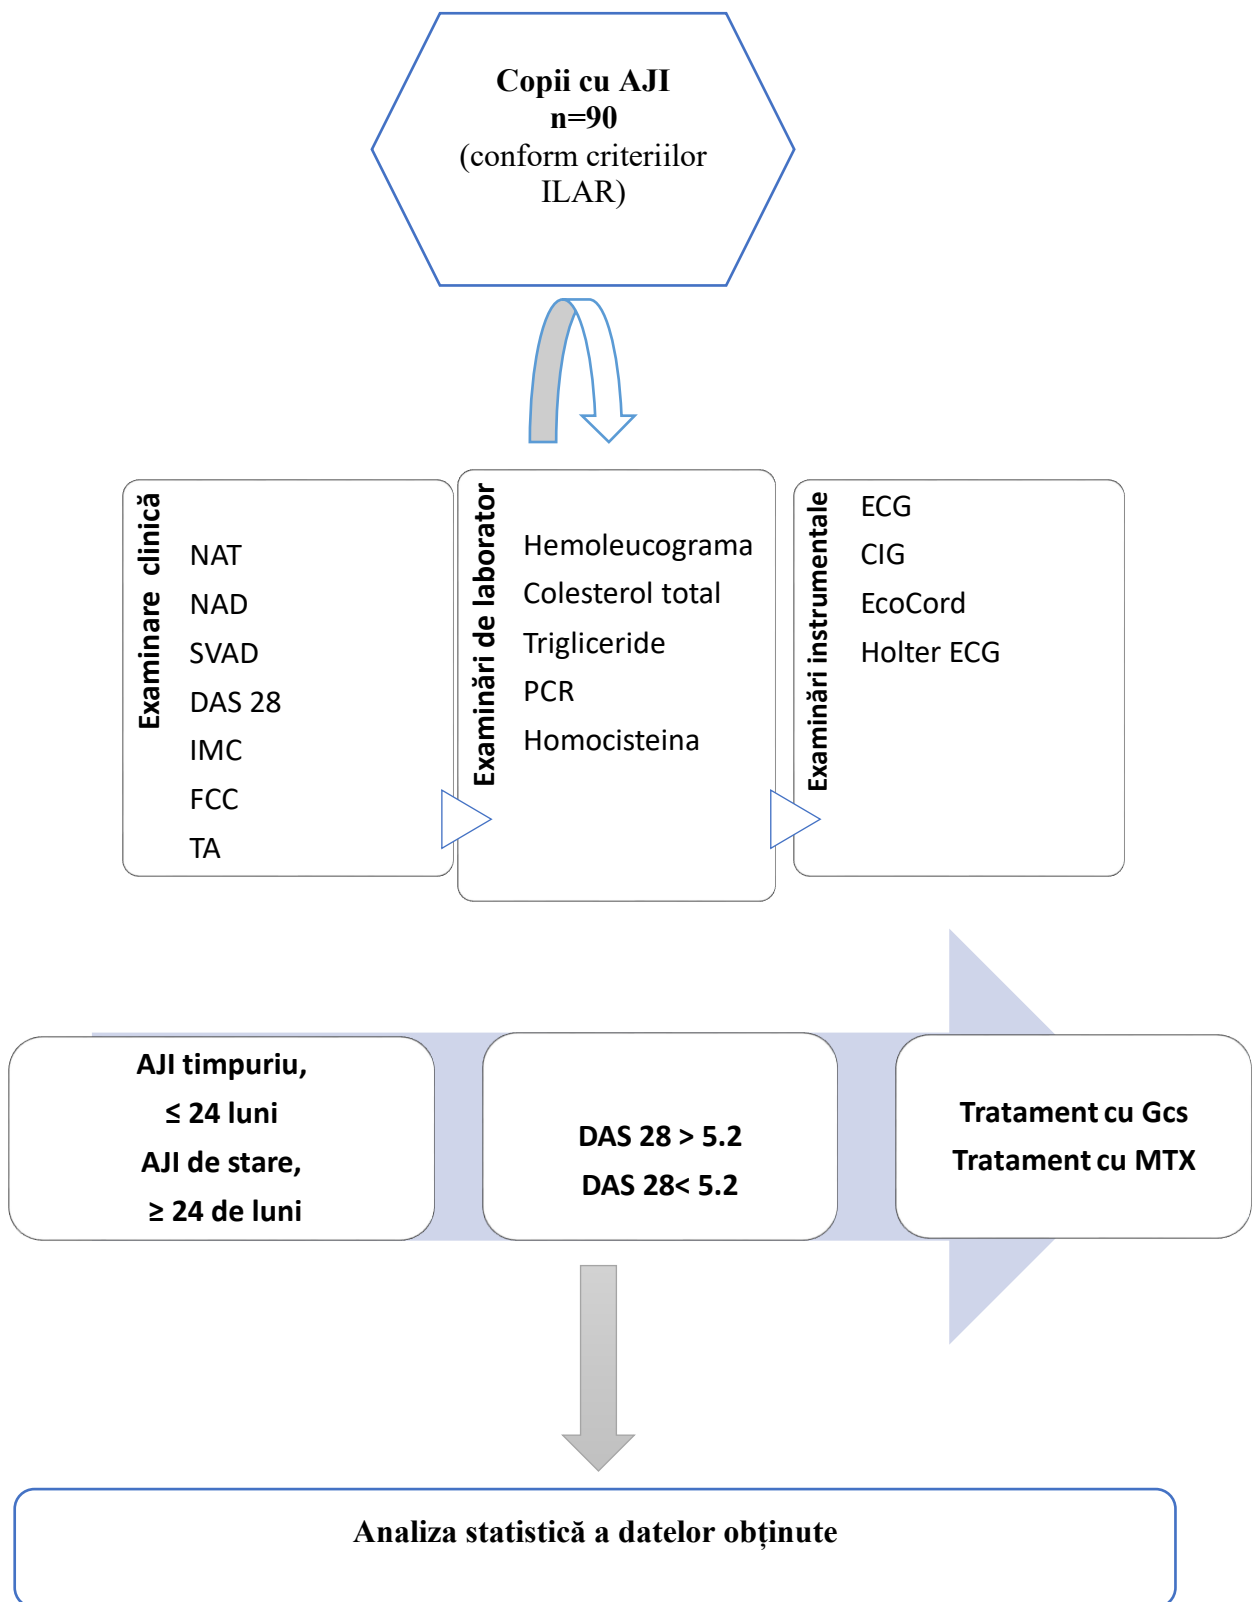 Copii cu AJI
n=90
(conform criteriilor
ILAR)
Examinare clinică
NAT
NAD
SVAD
DAS 28
IMC
FCC
TA
Examinări de laborator
Hemoleucograma
Colesterol total
Trigliceride
PCR
Homocisteina
Examinări instrumentale
ECG
CIG
EcoCord
Holter ECG
AJI timpuriu,
≤ 24 luni
AJI de stare,
≥ 24 de luni
DAS 28 > 5.2
DAS 28< 5.2
Tratament cu Gcs
Tratament cu MTX
Analiza statistică a datelor obținute